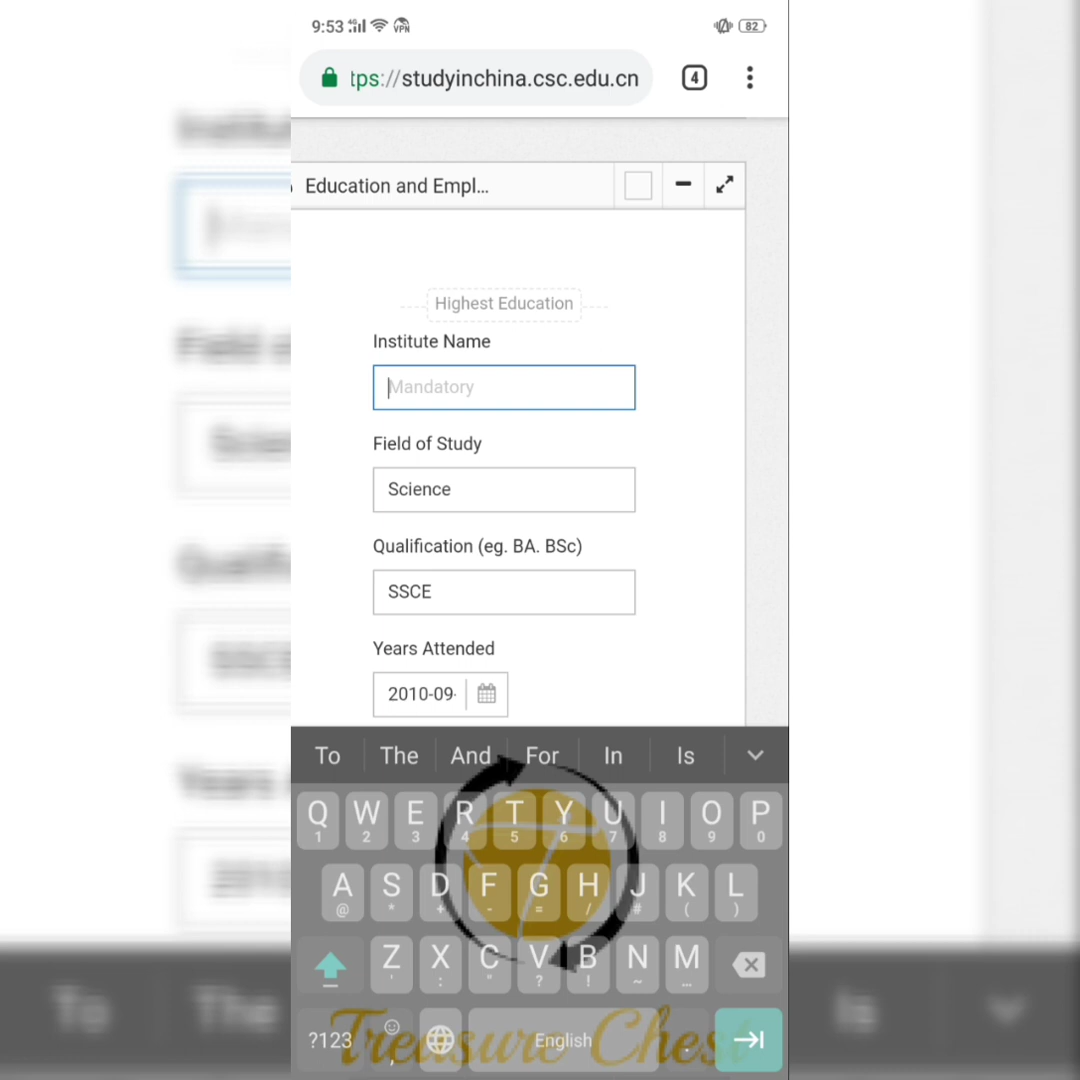 9:53 4G VPN 82
tps://studyinchina.csc.edu.cn 4
Education and Empl...
Highest Education
Institute Name
Mandatory
Field of Study
Science
Qualification (eg. BA. BSc)
SSCE
Years Attended
2010-09-
To The And For In Is
Q W E R T Y U I O P
1 2 3 4 5 6 7 8 9 0
A S D F G H J K L
@ * + - = / # ( )
Z X C V B N M
' : " ? ! ~ ...
?123 , English .
Treasure Chest